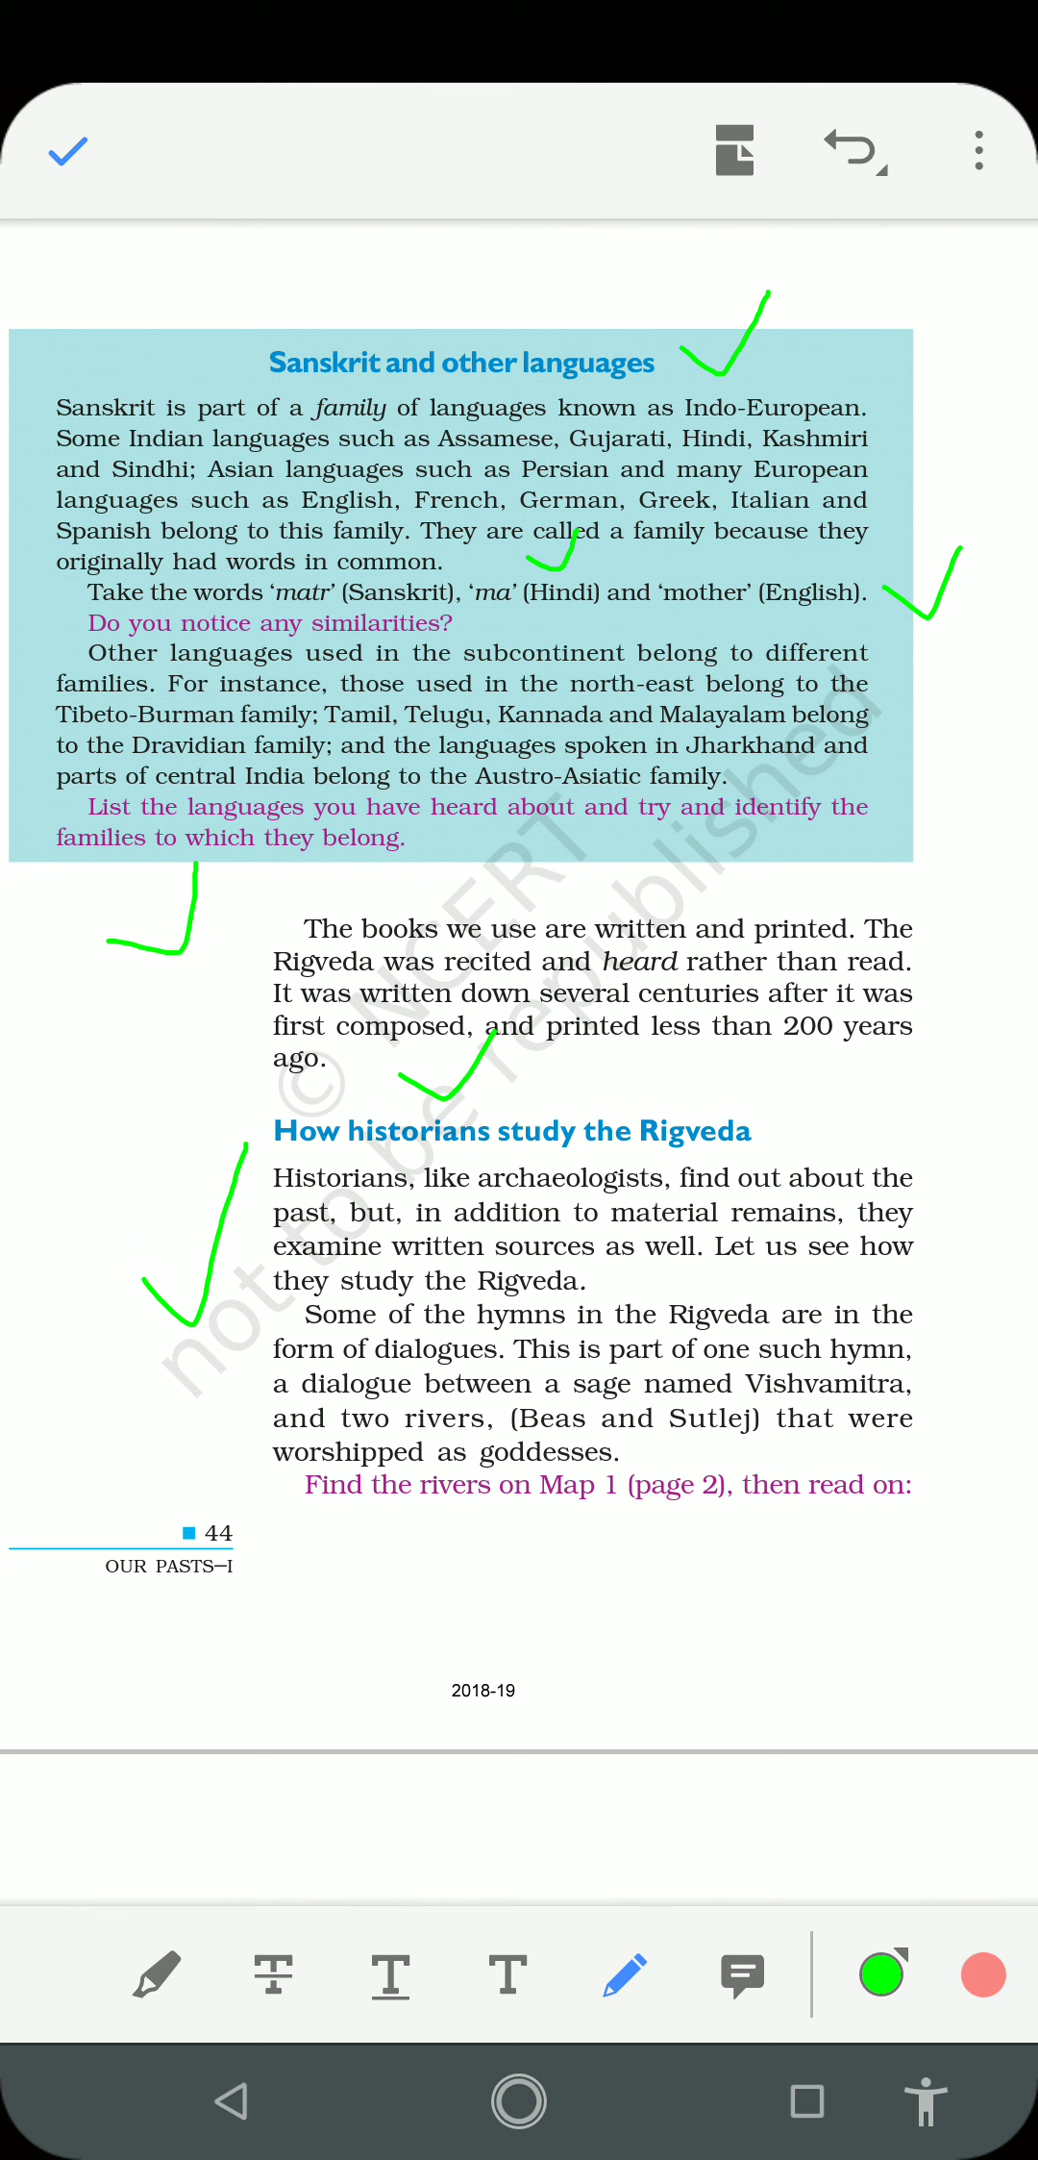 Sanskrit and other languages
Sanskrit is part of a family of languages known as Indo-European.
Some Indian languages such as Assamese, Gujarati, Hindi, Kashmiri
and Sindhi; Asian languages such as Persian and many European
languages such as English, French, German, Greek, Italian and
Spanish belong to this family. They are called a family because they
originally had words in common.
Take the words ‘matr’ (Sanskrit), ‘ma’ (Hindi) and ‘mother’ (English).
Do you notice any similarities?
Other languages used in the subcontinent belong to different
families. For instance, those used in the north-east belong to the
Tibeto-Burman family; Tamil, Telugu, Kannada and Malayalam belong
to the Dravidian family; and the languages spoken in Jharkhand and
parts of central India belong to the Austro-Asiatic family.
List the languages you have heard about and try and identify the
families to which they belong.
The books we use are written and printed. The
Rigveda was recited and heard rather than read.
It was written down several centuries after it was
first composed, and printed less than 200 years
ago.
How historians study the Rigveda
Historians, like archaeologists, find out about the
past, but, in addition to material remains, they
examine written sources as well. Let us see how
they study the Rigveda.
Some of the hymns in the Rigveda are in the
form of dialogues. This is part of one such hymn,
a dialogue between a sage named Vishvamitra,
and two rivers, (Beas and Sutlej) that were
worshipped as goddesses.
Find the rivers on Map 1 (page 2), then read on:
44
OUR PASTS—I
2018-19
© NCERT
not to be republished